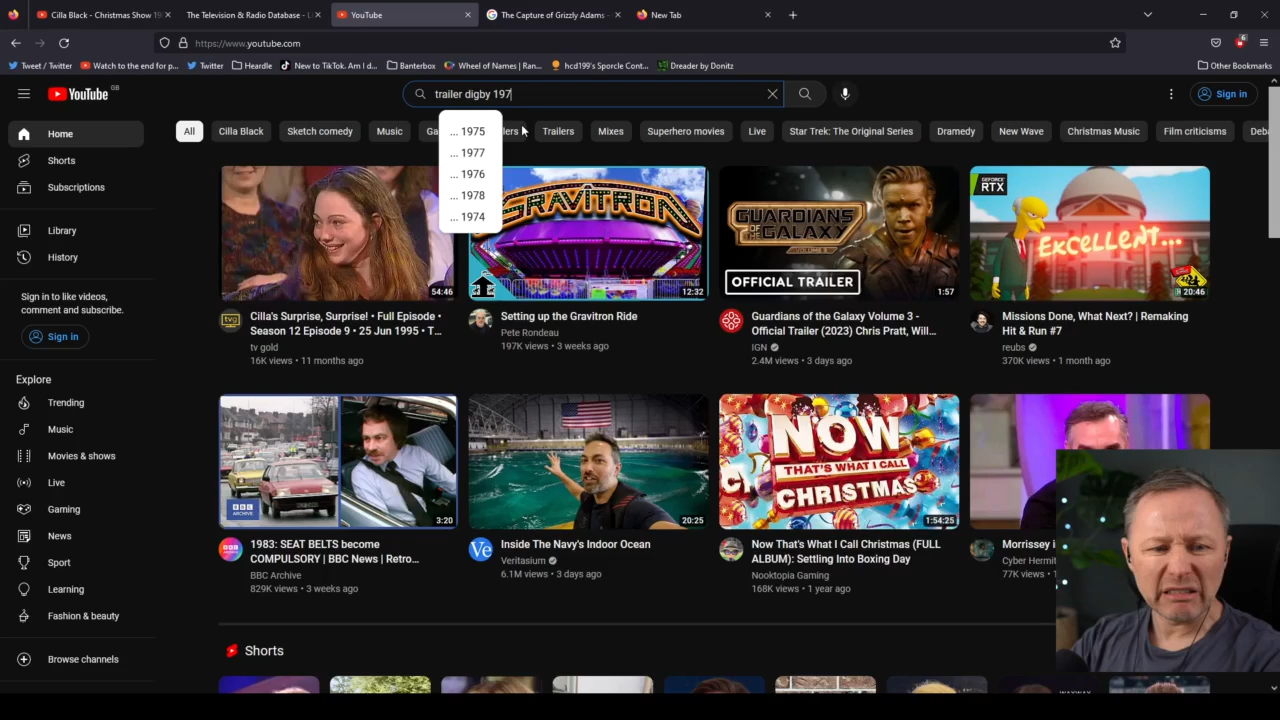 Cilla Black - Christmas Show 19
The Television & Radio Database - L
YouTube
The Capture of Grizzly Adams -
New Tab
https://www.youtube.com
6
Tweet / Twitter
Watch to the end for p...
Twitter
Heardle
New to TikTok. Am I d...
Banterbox
Wheel of Names | Ran...
hcd199's Sporcle Cont...
Dreader by Donitz
Other Bookmarks
YouTube GB
trailer digby 197
Sign in
... 1975
... 1977
... 1976
... 1978
... 1974
All
Cilla Black
Sketch comedy
Music
Trailers
Mixes
Superhero movies
Live
Star Trek: The Original Series
Dramedy
New Wave
Christmas Music
Film criticisms
Home
Shorts
Subscriptions
Library
History
Sign in to like videos,
comment and subscribe.
Sign in
Explore
Trending
Music
Movies & shows
Live
Gaming
News
Sport
Learning
Fashion & beauty
Browse channels
54:46
tvg
Cilla's Surprise, Surprise! • Full Episode •
Season 12 Episode 9 • 25 Jun 1995 • T...
tv gold
16K views • 11 months ago
GRAVITRON
12:32
Setting up the Gravitron Ride
Pete Rondeau
197K views • 3 weeks ago
GUARDIANS
OF THE GALAXY
OFFICIAL TRAILER
1:57
Guardians of the Galaxy Volume 3 -
Official Trailer (2023) Chris Pratt, Will...
IGN
2.4M views • 3 days ago
GEFORCE
RTX
EXCELLENT...
20:46
Missions Done, What Next? | Remaking
Hit & Run #7
reubs
370K views • 1 month ago
BBC
ARCHIVE
3:20
1983: SEAT BELTS become
COMPULSORY | BBC News | Retro...
BBC Archive
829K views • 3 weeks ago
20:25
Ve
Inside The Navy's Indoor Ocean
Veritasium
6.1M views • 3 days ago
NOW
THAT'S WHAT I CALL
CHRISTMAS
1:54:25
Now That's What I Call Christmas (FULL
ALBUM): Settling Into Boxing Day
Nooktopia Gaming
168K views • 1 year ago
Morrissey i
Cyber Hermit
77K views •
Shorts